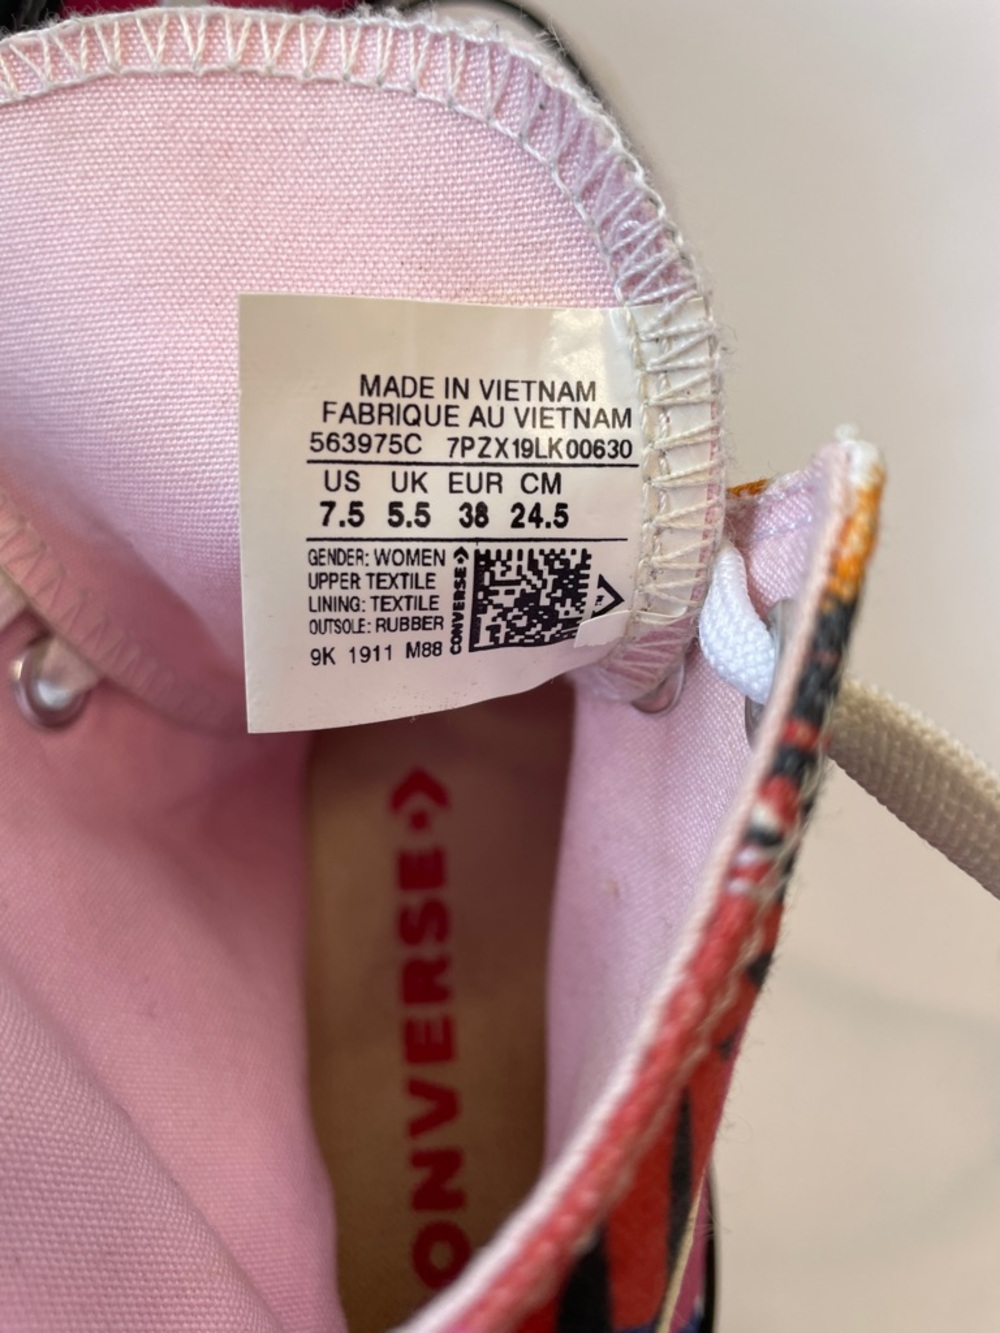 MADE IN VIETNAM
FABRIQUE AU VIETNAM
563975C 7PZX19LK00630
US UK EUR CM
7.5 5.5 38 24.5
GENDER: WOMEN
UPPER TEXTILE
LINING: TEXTILE
OUTSOLE: RUBBER
9K 1911 M88
CONVERSE
ONVERSE